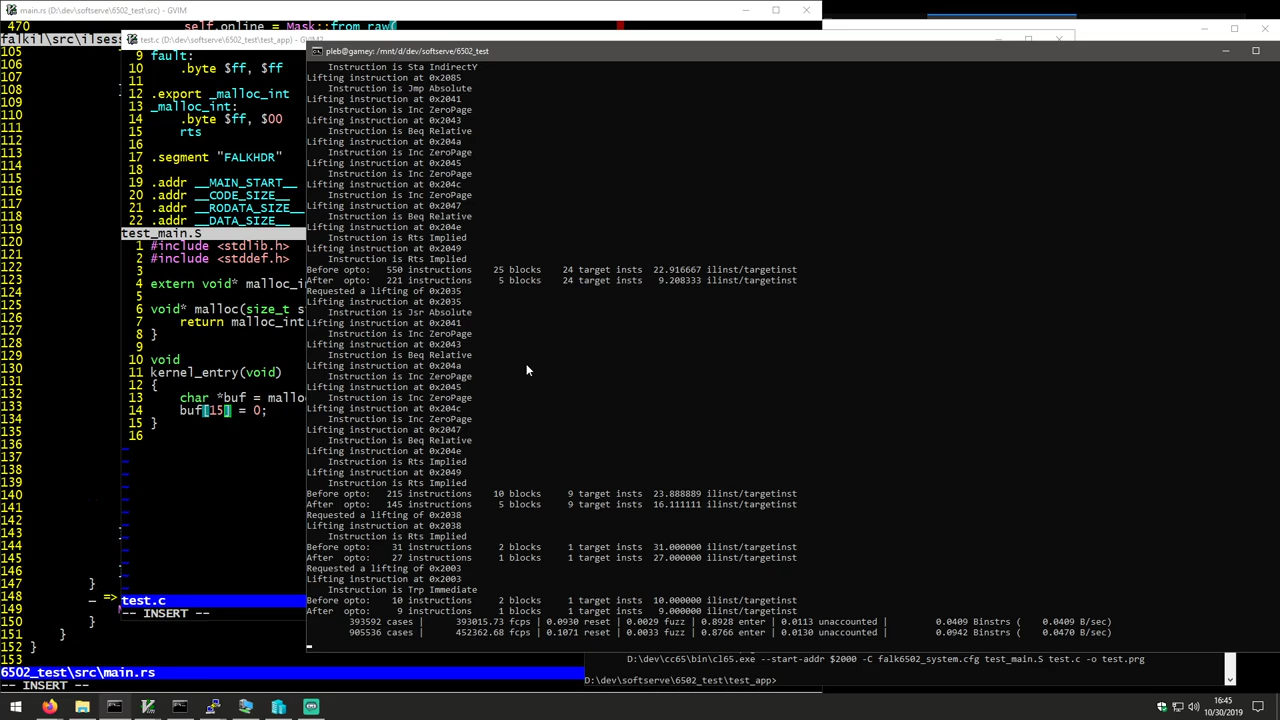 main.rs (D:\dev\softserve\6502_test\src) - GVIM
470 self.online = Mask::from_raw(
falkil\src\ilsess
test.c (D:\dev\softserve\6502_test\test_app) - GVIM2
pleb@gamey: /mnt/d/dev/softserve/6502_test
105
106
107
108
109
110
111
112
113
114
115
116
117
118
119
120
121
122
123
124
125
126
127
128
129
130
131
132
133
134
135
136
137
138
139
140
141
142
143
144
145
146
147 }
148 _ =>
149
150 }
151 }
152 }
153
6502_test\src\main.rs
-- INSERT --
9 fault:
10 .byte $ff, $ff
11
12 .export _malloc_int
13 _malloc_int:
14 .byte $ff, $00
15 rts
16
17 .segment "FALKHDR"
18
19 .addr __MAIN_START__
20 .addr __CODE_SIZE__
21 .addr __RODATA_SIZE__
22 .addr __DATA_SIZE__
test_main.S
1 #include <stdlib.h>
2 #include <stddef.h>
3
4 extern void* malloc_i
5
6 void* malloc(size_t s
7 return malloc_int
8 }
9
10 void
11 kernel_entry(void)
12 {
13 char *buf = mallo
14 buf[15] = 0;
15 }
16
~
~
~
~
~
~
~
~
~
~
~
~
test.c
-- INSERT --
Instruction is Sta IndirectY
Lifting instruction at 0x2085
Instruction is Jmp Absolute
Lifting instruction at 0x2041
Instruction is Inc ZeroPage
Lifting instruction at 0x2043
Instruction is Beq Relative
Lifting instruction at 0x204a
Instruction is Inc ZeroPage
Lifting instruction at 0x2045
Instruction is Inc ZeroPage
Lifting instruction at 0x204c
Instruction is Inc ZeroPage
Lifting instruction at 0x2047
Instruction is Beq Relative
Lifting instruction at 0x204e
Instruction is Rts Implied
Lifting instruction at 0x2049
Instruction is Rts Implied
Before opto: 550 instructions 25 blocks 24 target insts 22.916667 ilinst/targetinst
After opto: 221 instructions 5 blocks 24 target insts 9.208333 ilinst/targetinst
Requested a lifting of 0x2035
Lifting instruction at 0x2035
Instruction is Jsr Absolute
Lifting instruction at 0x2041
Instruction is Inc ZeroPage
Lifting instruction at 0x2043
Instruction is Beq Relative
Lifting instruction at 0x204a
Instruction is Inc ZeroPage
Lifting instruction at 0x2045
Instruction is Inc ZeroPage
Lifting instruction at 0x204c
Instruction is Inc ZeroPage
Lifting instruction at 0x2047
Instruction is Beq Relative
Lifting instruction at 0x204e
Instruction is Rts Implied
Lifting instruction at 0x2049
Instruction is Rts Implied
Before opto: 215 instructions 10 blocks 9 target insts 23.888889 ilinst/targetinst
After opto: 145 instructions 5 blocks 9 target insts 16.111111 ilinst/targetinst
Requested a lifting of 0x2038
Lifting instruction at 0x2038
Instruction is Rts Implied
Before opto: 31 instructions 2 blocks 1 target insts 31.000000 ilinst/targetinst
After opto: 27 instructions 1 blocks 1 target insts 27.000000 ilinst/targetinst
Requested a lifting of 0x2003
Lifting instruction at 0x2003
Instruction is Trp Immediate
Before opto: 10 instructions 2 blocks 1 target insts 10.000000 ilinst/targetinst
After opto: 9 instructions 1 blocks 1 target insts 9.000000 ilinst/targetinst
393592 cases | 393015.73 fcps | 0.0930 reset | 0.0029 fuzz | 0.8928 enter | 0.0113 unaccounted | 0.0409 Binstrs ( 0.0409 B/sec)
905536 cases | 452362.68 fcps | 0.1071 reset | 0.0033 fuzz | 0.8766 enter | 0.0130 unaccounted | 0.0942 Binstrs ( 0.0470 B/sec)
D:\dev\cc65\bin\cl65.exe --start-addr $2000 -C falk6502_system.cfg test_main.S test.c -o test.prg
D:\dev\softserve\6502_test\test_app>
16:45
10/30/2019